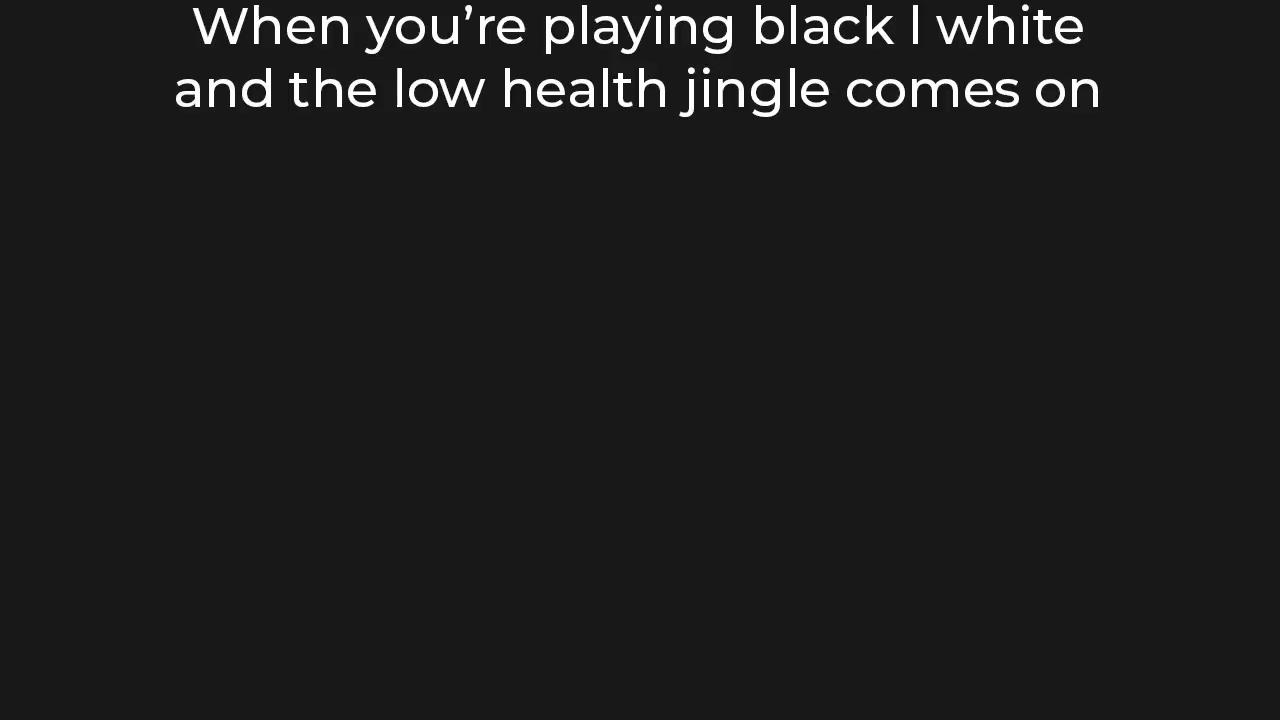 When you’re playing black l white
and the low health jingle comes on